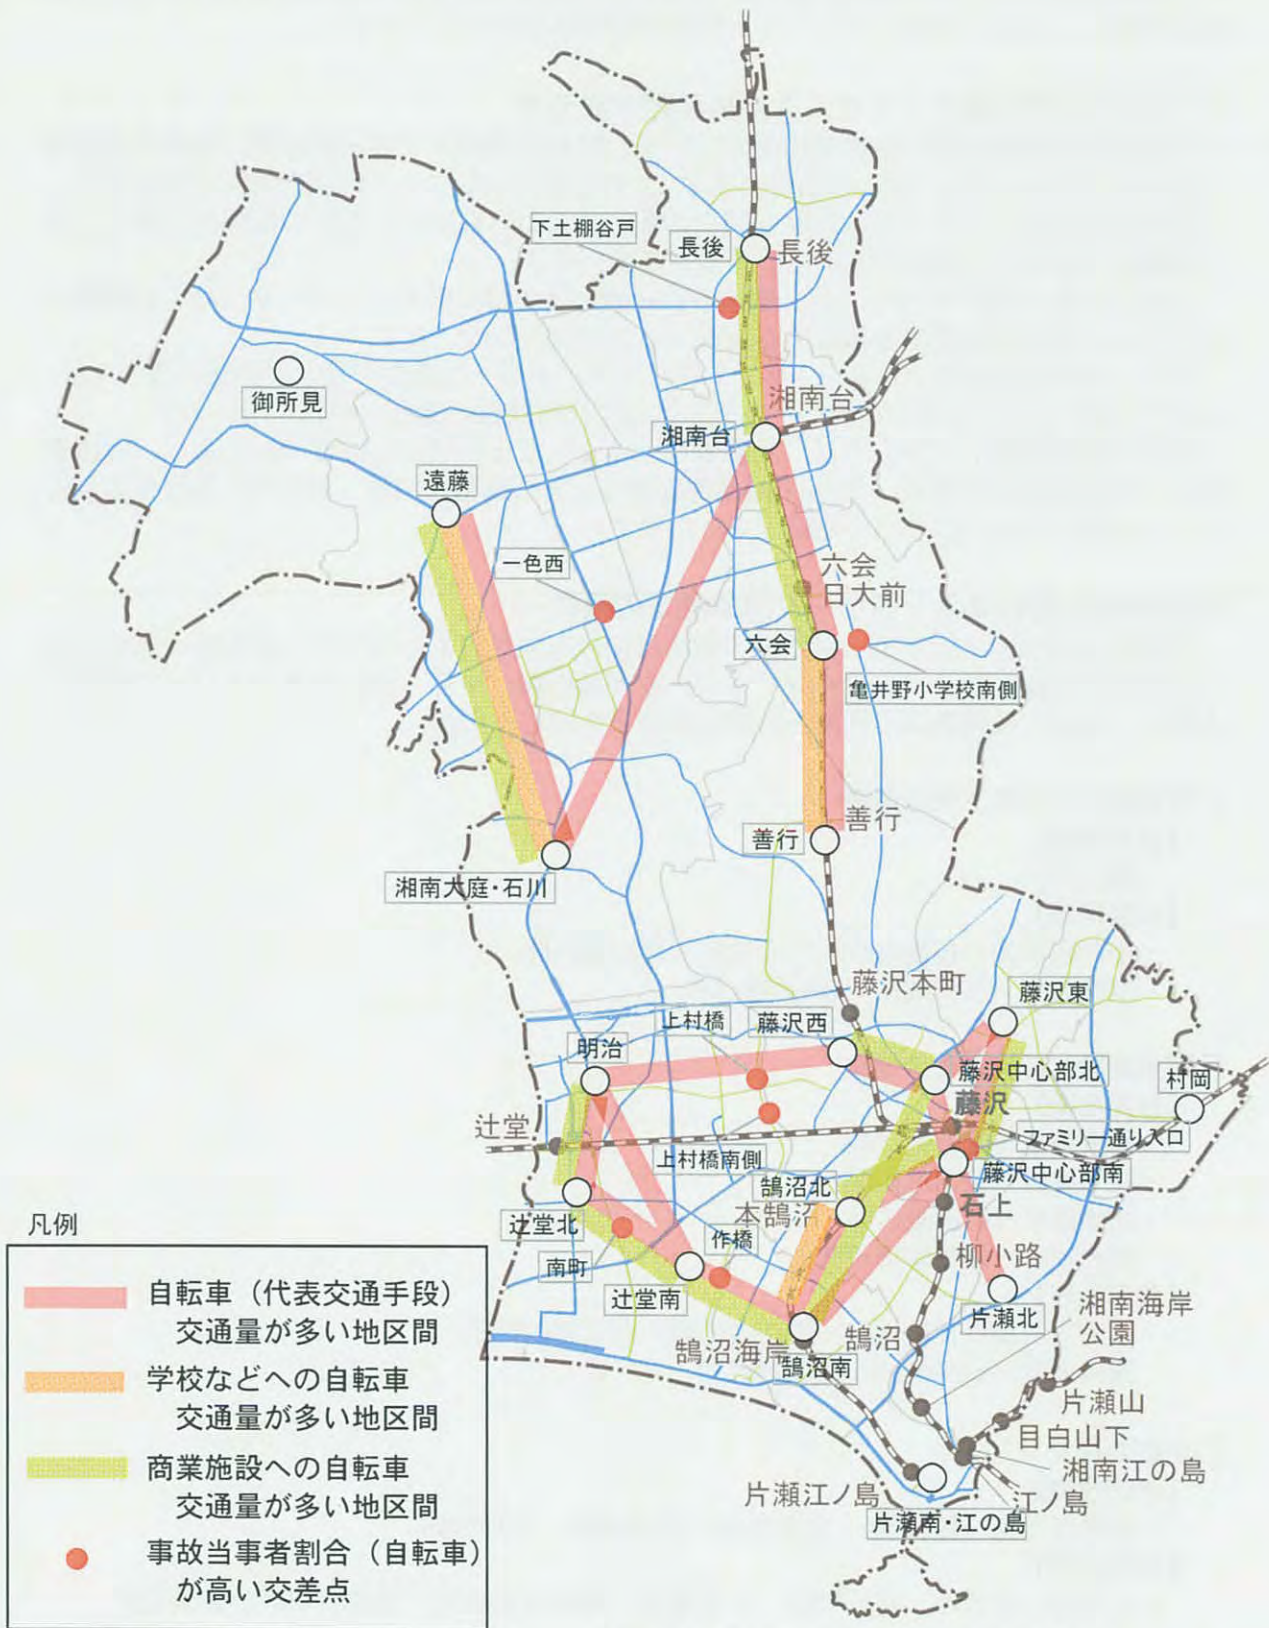 下土棚谷戸
長後
長後
御所見
湘南台
湘南台
遠藤
一色西
六会
日大前
六会
亀井野小学校南側
善行
善行
湘南大庭・石川
藤沢本町
藤沢東
上村橋
藤沢西
明治
藤沢中心部北
村岡
藤沢
辻堂
ファミリー通り入口
上村橋南側
藤沢中心部南
鵠沼北
本鵠沼
石上
辻堂北
南町
作橋
柳小路
辻堂南
片瀬北
湘南海岸
公園
鵠沼海岸
鵠沼
鵠沼南
片瀬山
目白山下
湘南江の島
片瀬江ノ島
江ノ島
片瀬南・江の島
凡例
自転車（代表交通手段）
交通量が多い地区間
学校などへの自転車
交通量が多い地区間
商業施設への自転車
交通量が多い地区間
事故当事者割合（自転車）
が高い交差点